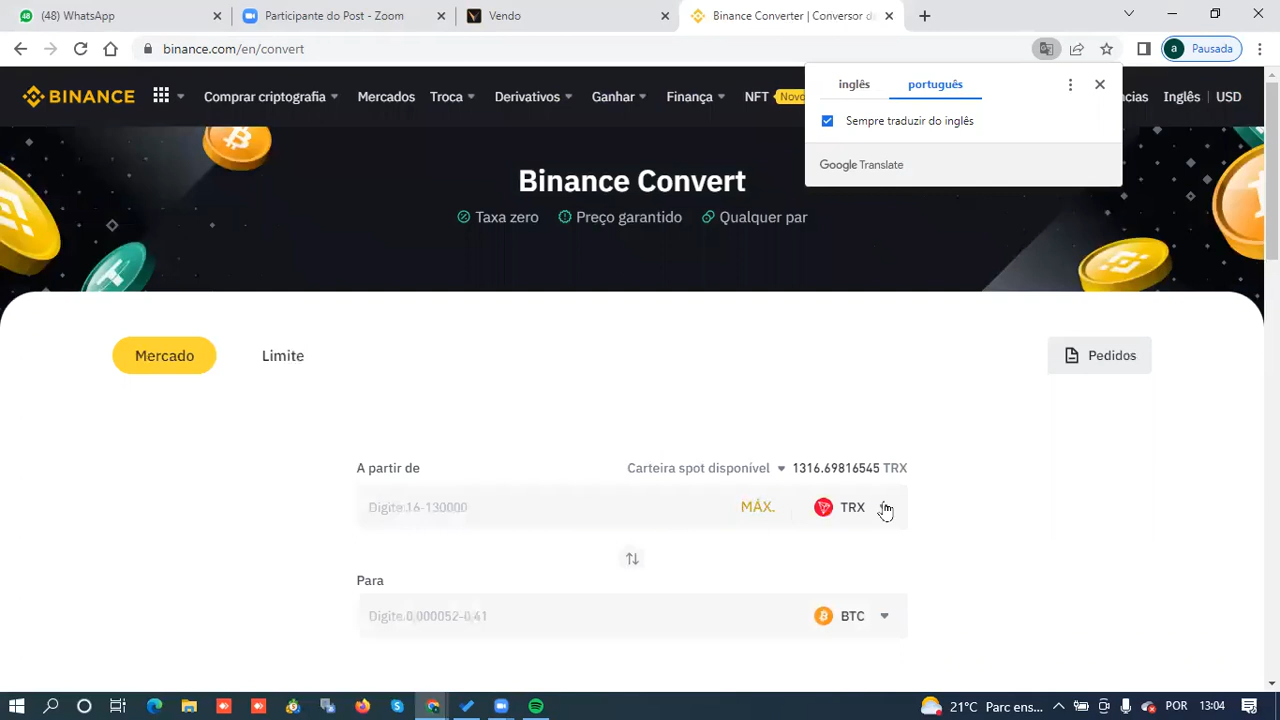 (48) WhatsApp
Participante do Post - Zoom
Vendo
Binance Converter | Conversor de
binance.com/en/convert
a Pausada
BINANCE
Comprar criptografia
Mercados
Troca
Derivativos
Ganhar
Finança
NFT
Novo
Inglês
USD
inglês
português
Sempre traduzir do inglês
Google Translate
Binance Convert
Taxa zero
Preço garantido
Qualquer par
Mercado
Limite
Pedidos
A partir de
Carteira spot disponível
1316.69816545 TRX
Digite.16-130000
MÁX.
TRX
Para
Digite.0,000052-0,41
BTC
21°C Parc ens...
POR
13:04